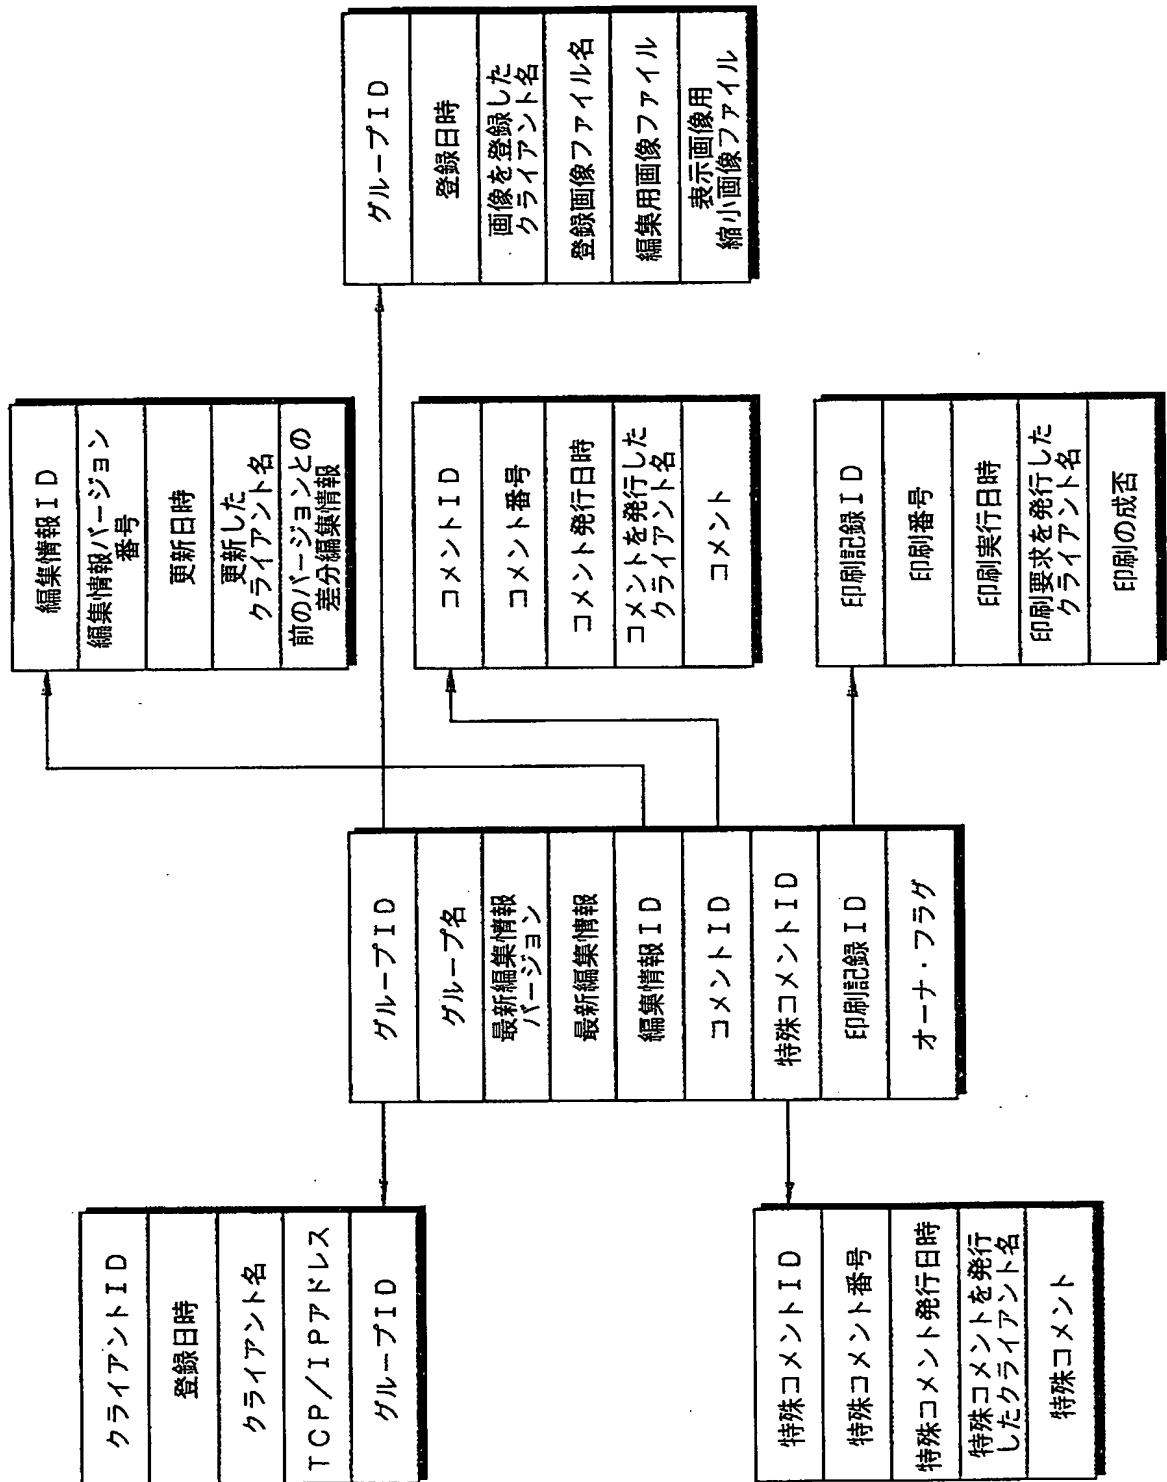 クライアントID
登録日時
クライアント名
TCP/IPアドレス
グループID
特殊コメントID
特殊コメント番号
特殊コメント発行日時
特殊コメントを発行
したクライアント名
特殊コメント
グループID
グループ名
最新編集情報
バージョン
最新編集情報
編集情報ID
コメントID
特殊コメントID
印刷記録ID
オーナ・フラグ
編集情報ID
編集情報バージョン
番号
更新日時
更新した
クライアント名
前のバージョンとの
差分編集情報
コメントID
コメント番号
コメント発行日時
コメントを発行した
クライアント名
コメント
印刷記録ID
印刷番号
印刷実行日時
印刷要求を発行した
クライアント名
印刷の成否
グループID
登録日時
画像を登録した
クライアント名
登録画像ファイル名
編集用画像ファイル
表示画像用
縮小画像ファイル